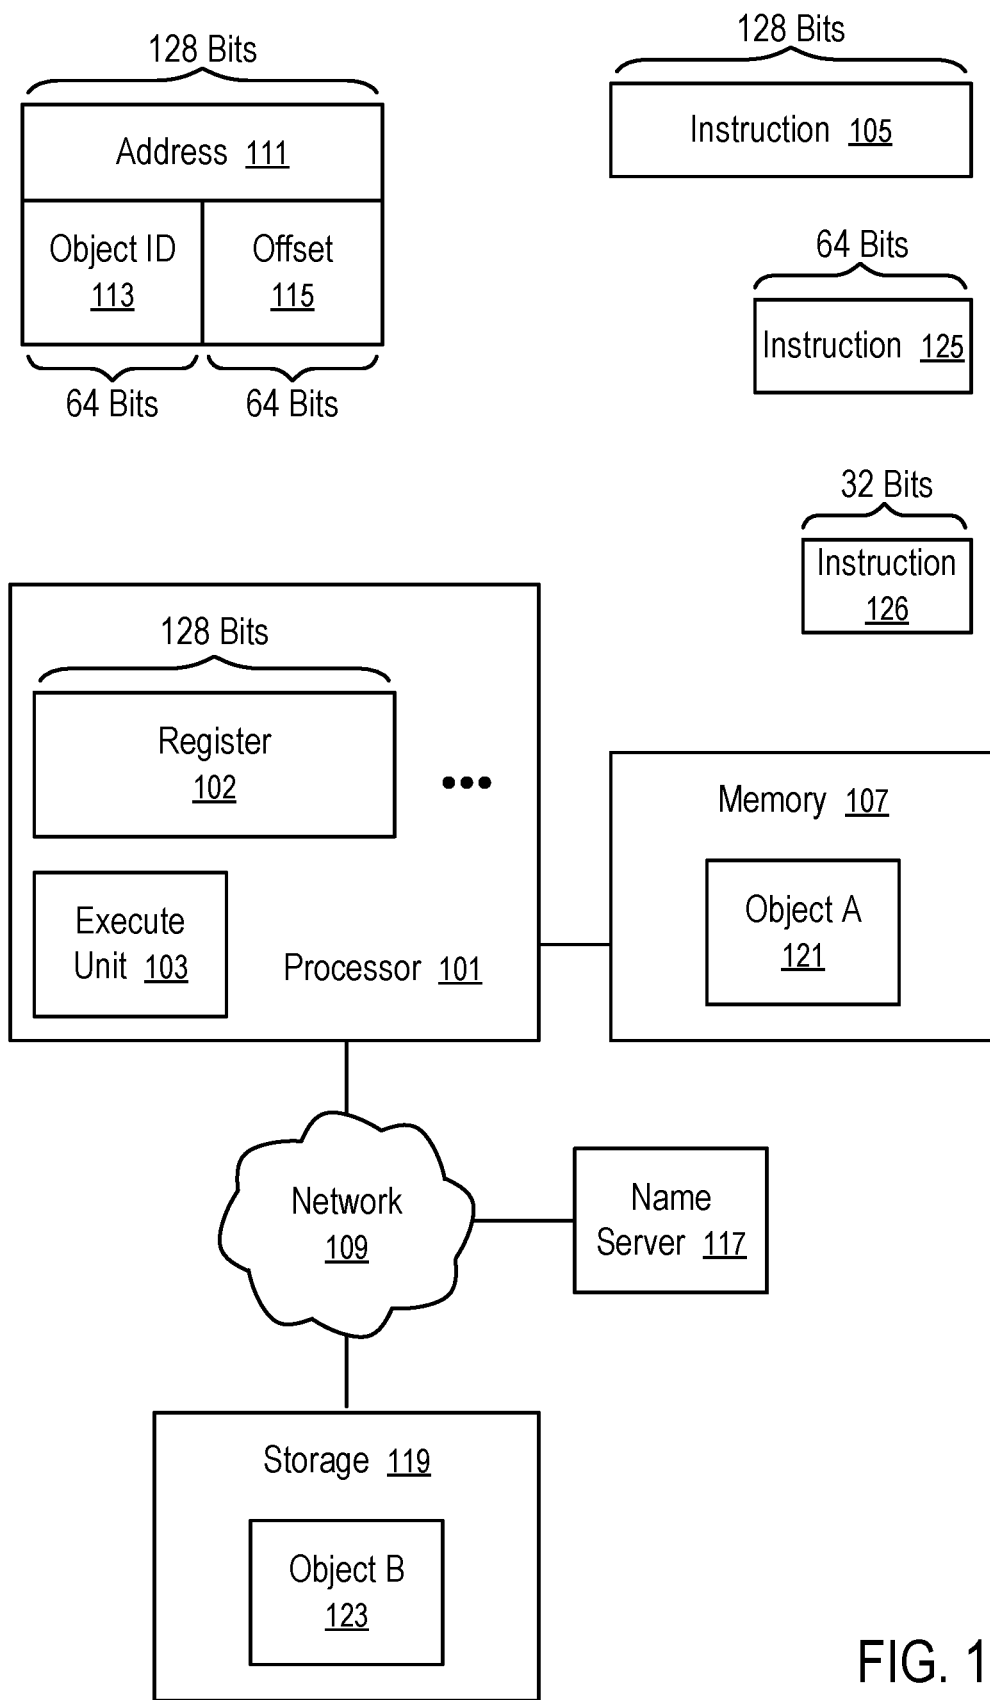 128 Bits
Address 111
Object ID
113
Offset
115
64 Bits
64 Bits
128 Bits
Instruction 105
64 Bits
Instruction 125
32 Bits
Instruction
126
128 Bits
Register
102
Execute
Unit 103
Processor 101
Memory 107
Object A
121
Network
109
Name
Server 117
Storage 119
Object B
123
FIG. 1